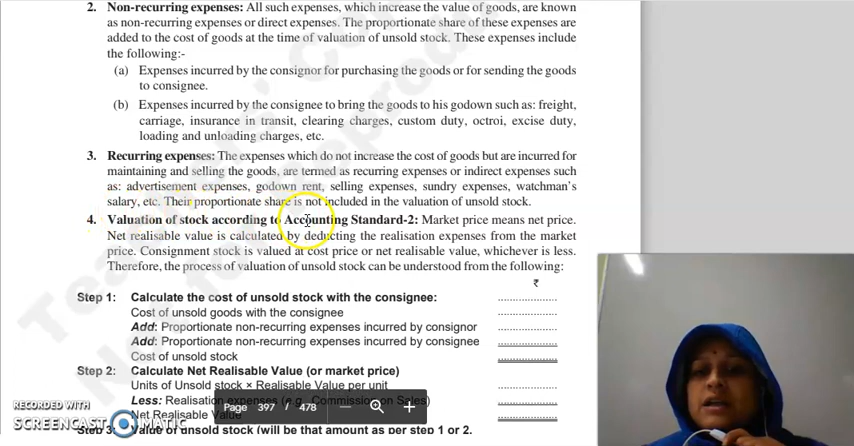 2. Non-recurring expenses: All such expenses, which increase the value of goods, are known
as non-recurring expenses or direct expenses. The proportionate share of these expenses are
added to the cost of goods at the time of valuation of unsold stock. These expenses include
the following:-
(a) Expenses incurred by the consignor for purchasing the goods or for sending the goods
to consignee.
(b) Expenses incurred by the consignee to bring the goods to his godown such as: freight,
carriage, insurance in transit, clearing charges, custom duty, octroi, excise duty,
loading and unloading charges, etc.
3. Recurring expenses: The expenses which do not increase the cost of goods but are incurred for
maintaining and selling the goods, are termed as recurring expenses or indirect expenses such
as: advertisement expenses, godown rent, selling expenses, sundry expenses, watchman's
salary, etc. Their proportionate share is not included in the valuation of unsold stock.
4. Valuation of stock according to Accounting Standard-2: Market price means net price.
Net realisable value is calculated by deducting the realisation expenses from the market
price. Consignment stock is valued at cost price or net realisable value, whichever is less.
Therefore, the process of valuation of unsold stock can be understood from the following:
₹
Step 1: Calculate the cost of unsold stock with the consignee:
Cost of unsold goods with the consignee
Add: Proportionate non-recurring expenses incurred by consignor
Add: Proportionate non-recurring expenses incurred by consignee
Cost of unsold stock
Step 2: Calculate Net Realisable Value (or market price)
Units of Unsold stock × Realisable Value per unit
Less: Realisation expenses (e.g., Commission on Sales)
Net Realisable Value
Step 3: Value of unsold stock (will be that amount as per step 1 or 2,
Page 397 / 478
RECORDED WITH
SCREENCAST MATIC